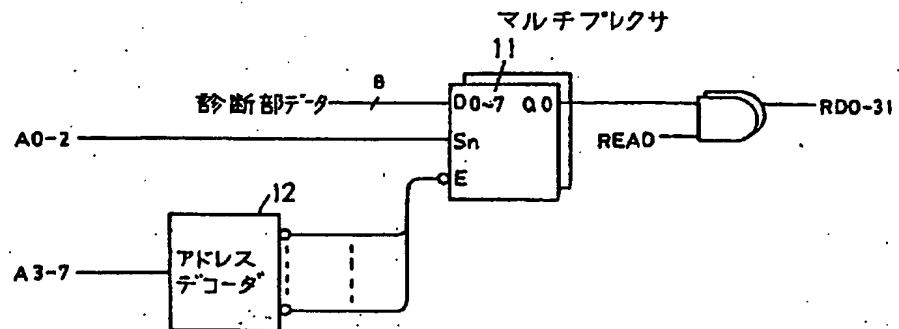 マルチプレクサ
11
8
診断部データ
D0~7 Q0
RD0-31
A0-2
Sn
READ
E
12
アドレス
デコーダ
A3-7